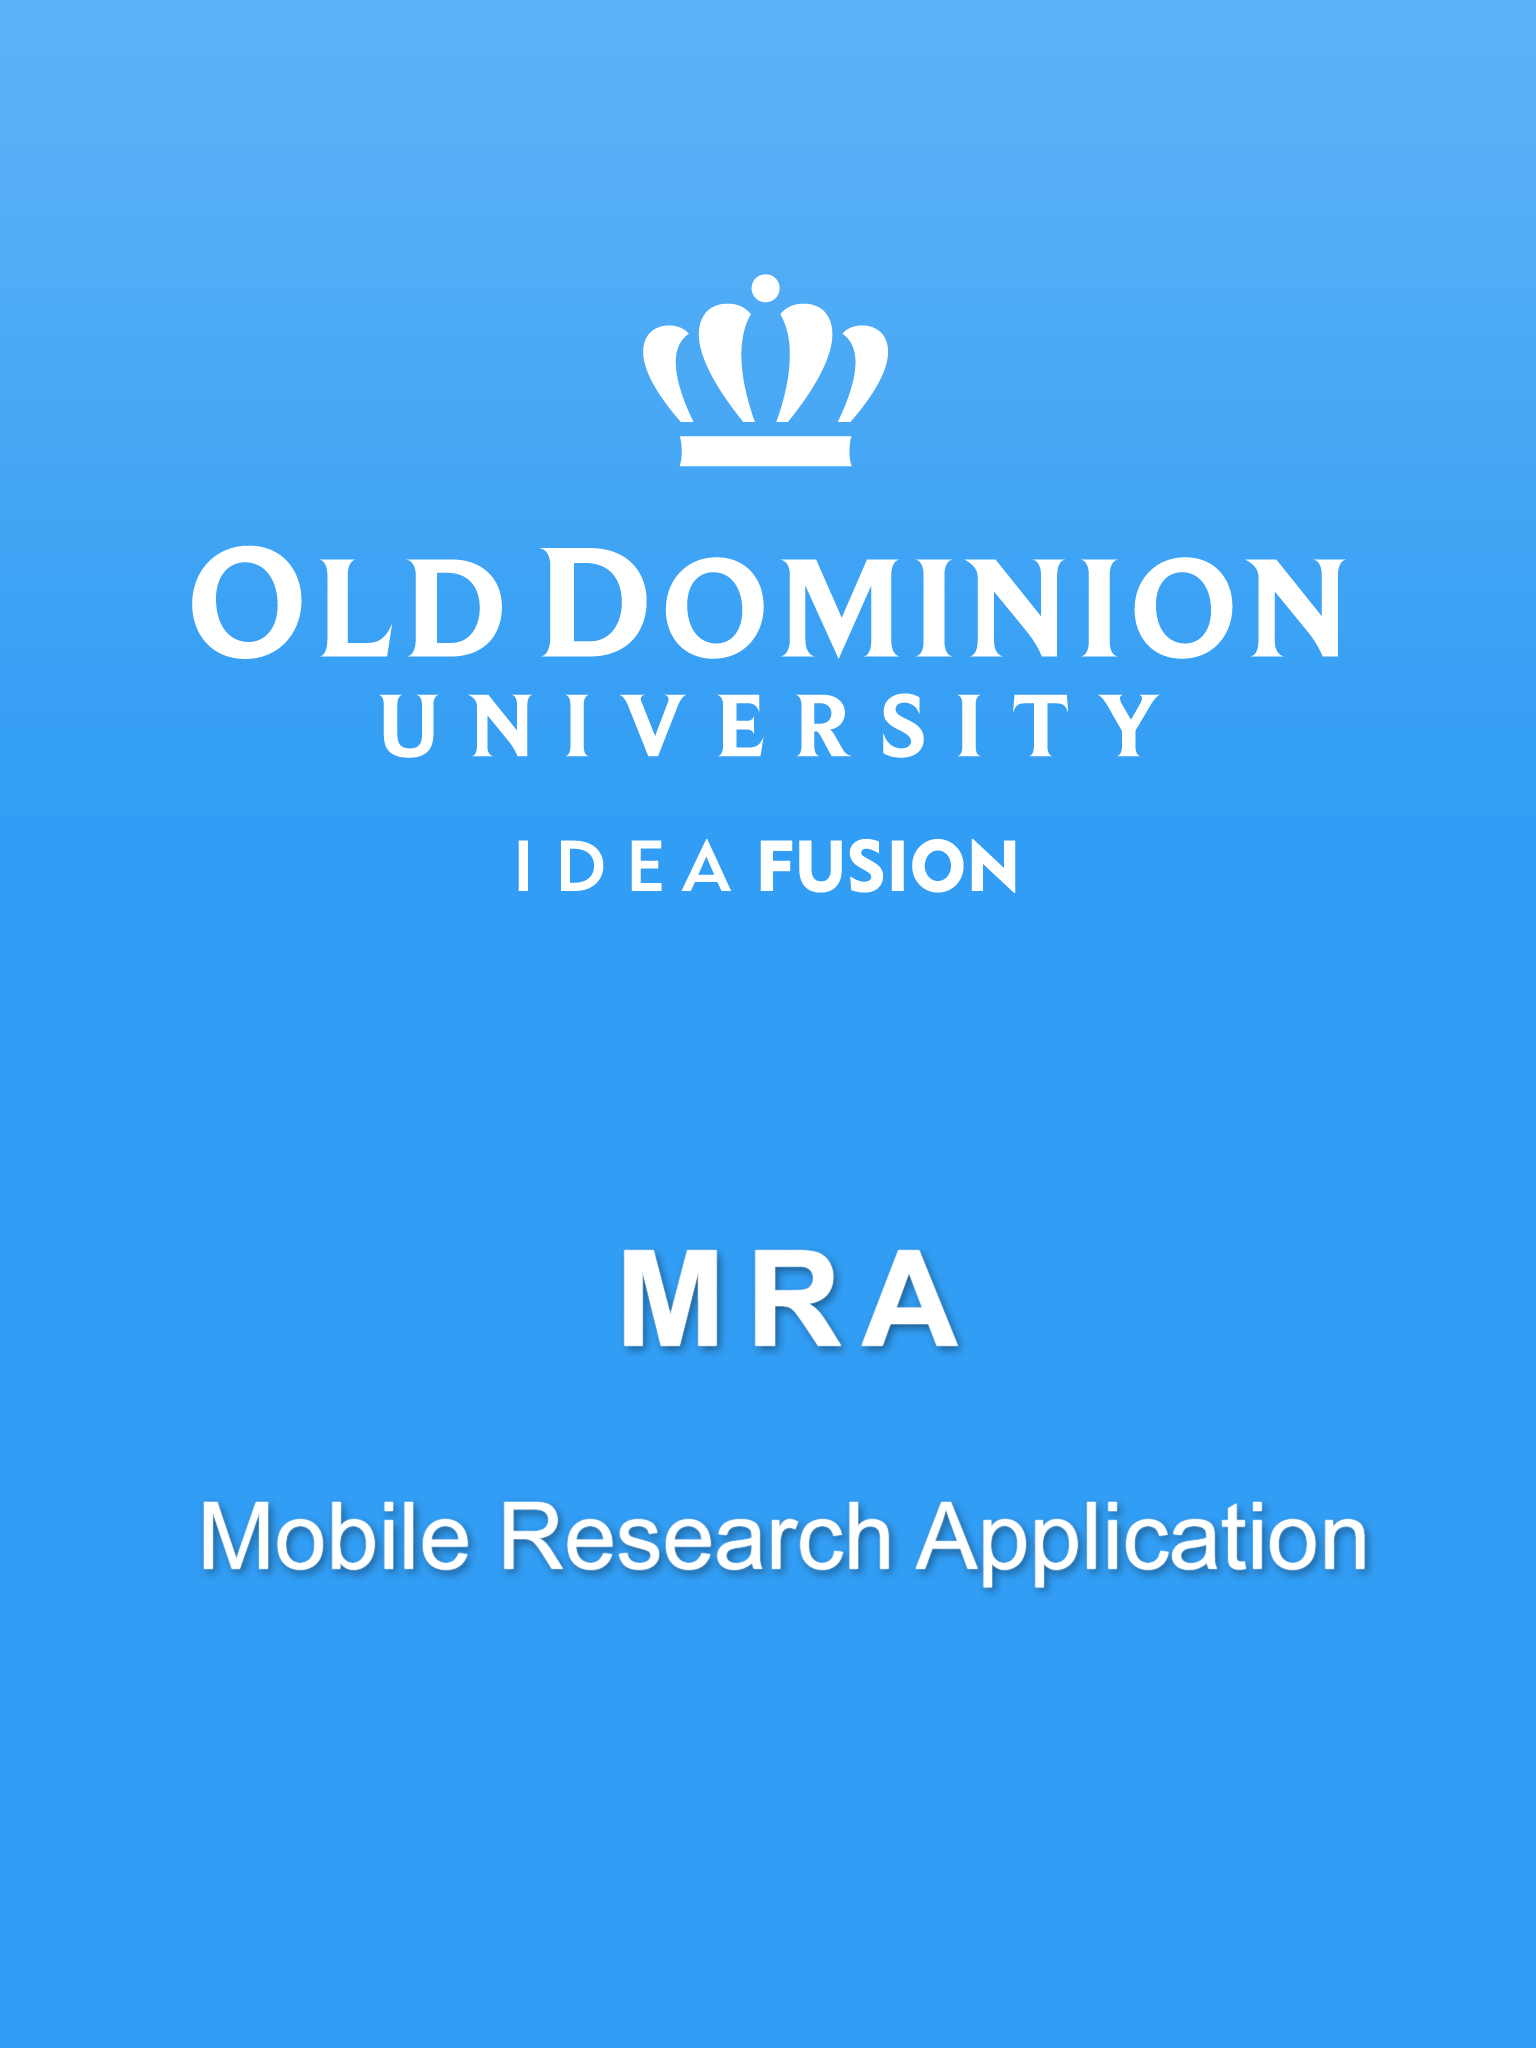 OLD DOMINION
UNIVERSITY
IDEA FUSION
MRA
Mobile Research Application